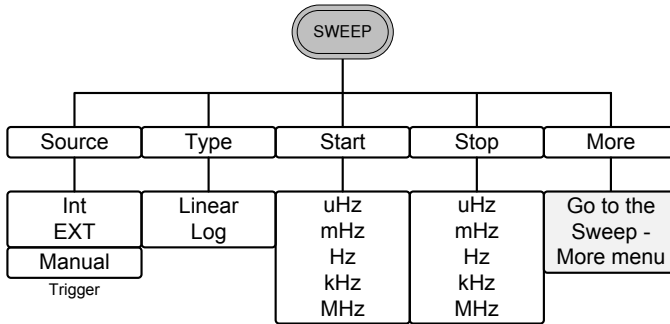 SWEEP
Source
Type
Start
Stop
More
Int
EXT
Manual
Trigger
Linear
Log
uHz
mHz
Hz
kHz
MHz
uHz
mHz
Hz
kHz
MHz
Go to the
Sweep -
More menu